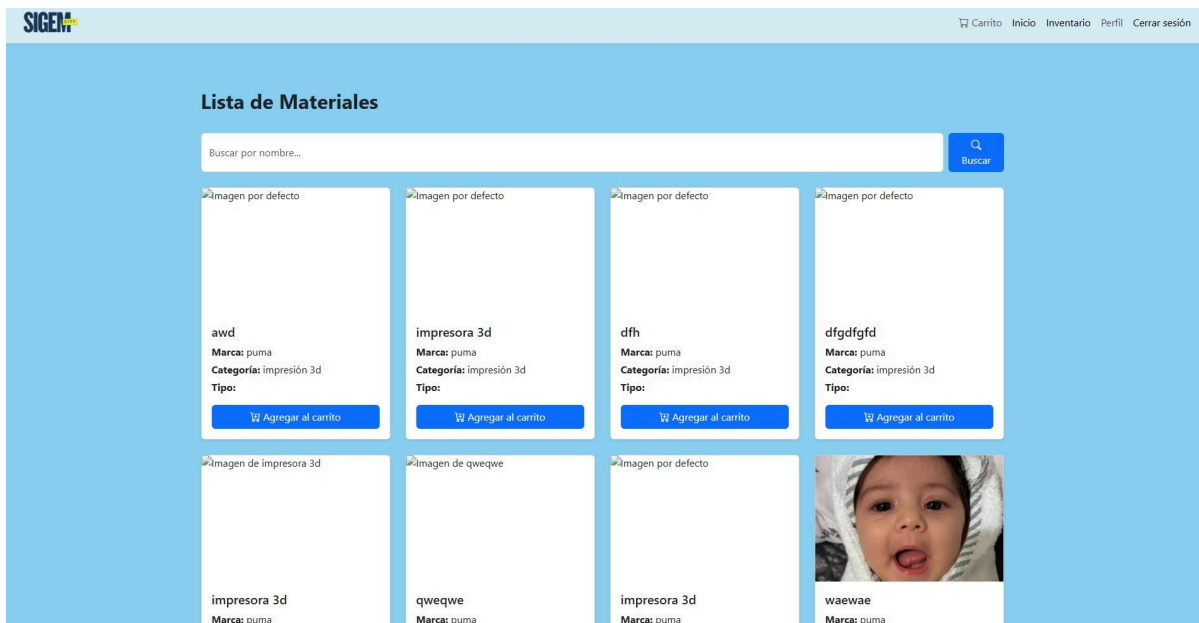 SIGEM
Carrito Inicio Inventario Perfil Cerrar sesión
Lista de Materiales
Buscar por nombre...
Buscar
Imagen por defecto
Imagen por defecto
Imagen por defecto
Imagen por defecto
awd
Marca: puma
Categoría: impresión 3d
Tipo:
Agregar al carrito
impresora 3d
Marca: puma
Categoría: impresión 3d
Tipo:
Agregar al carrito
dfh
Marca: puma
Categoría: impresión 3d
Tipo:
Agregar al carrito
dfgdfgfd
Marca: puma
Categoría: impresión 3d
Tipo:
Agregar al carrito
Imagen de impresora 3d
Imagen de qweqwe
Imagen por defecto
impresora 3d
Marca: puma
qweqwe
Marca: puma
impresora 3d
Marca: puma
waewae
Marca: puma